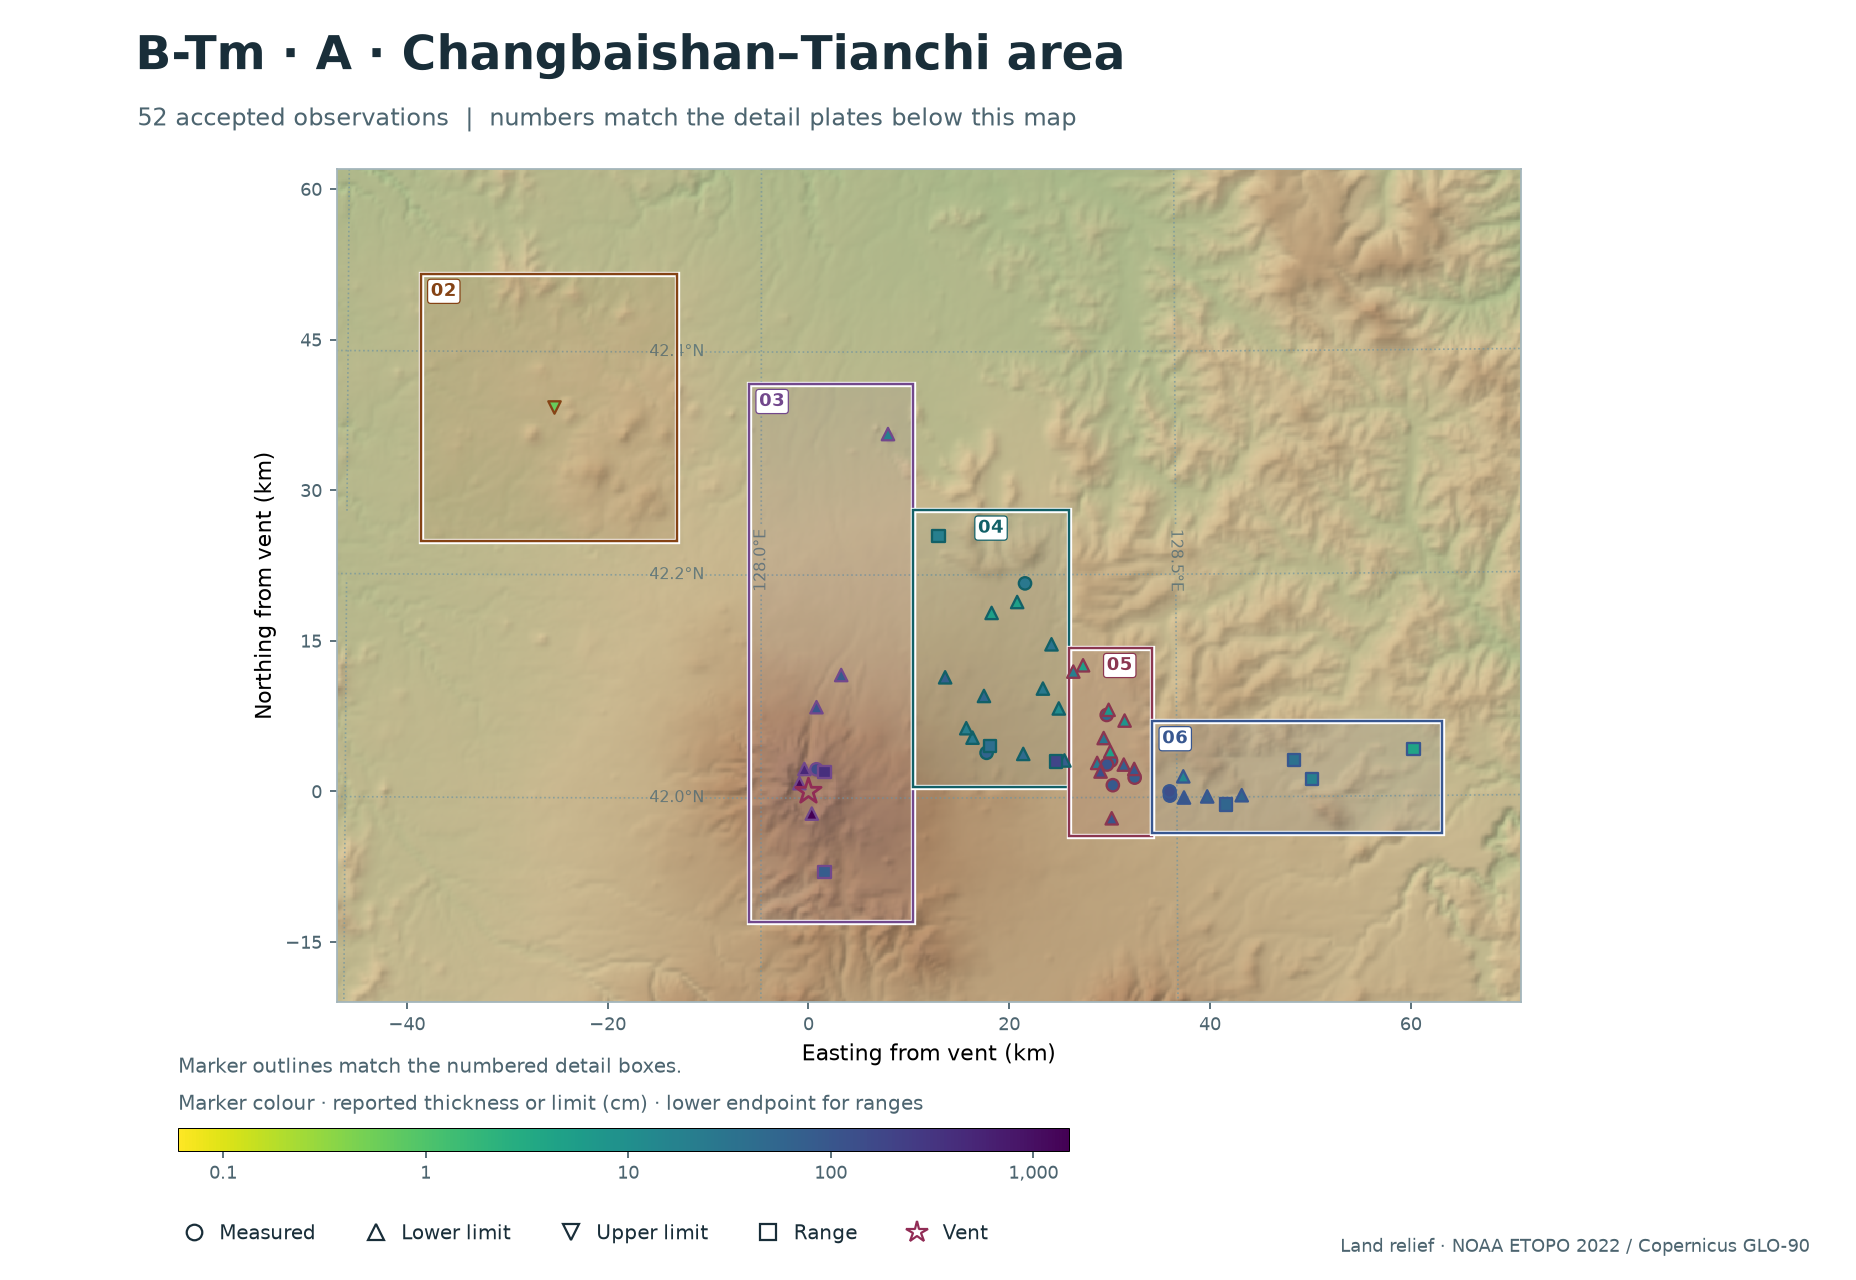 B-Tm · A · Changbaishan–Tianchi area
52 accepted observations | numbers match the detail plates below this map
60
45
30
15
0
−15
Northing from vent (km)
02
03
04
05
06
42.4°N
42.2°N
42.0°N
128.0°E
128.5°E
−40
−20
0
20
40
60
Easting from vent (km)
Marker outlines match the numbered detail boxes.
Marker colour · reported thickness or limit (cm) · lower endpoint for ranges
0.1
1
10
100
1,000
Measured
Lower limit
Upper limit
Range
Vent
Land relief · NOAA ETOPO 2022 / Copernicus GLO-90